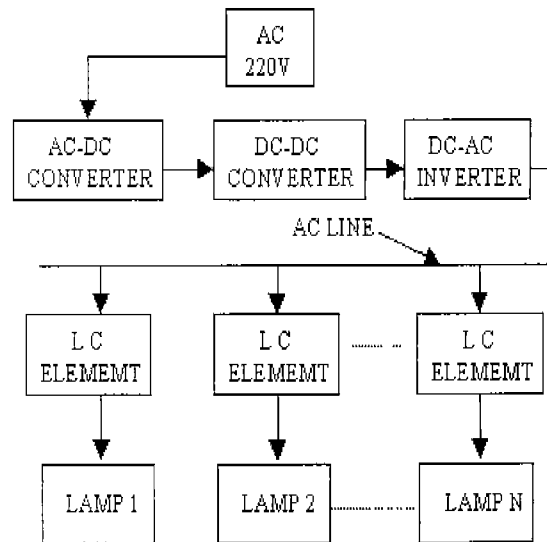 AC
220V
AC-DC
CONVERTER
DC-DC
CONVERTER
DC-AC
INVERTER
AC LINE
L C
ELEMEMT
L C
ELEMEMT
L C
ELEMEMT
LAMP 1
LAMP 2
LAMP N